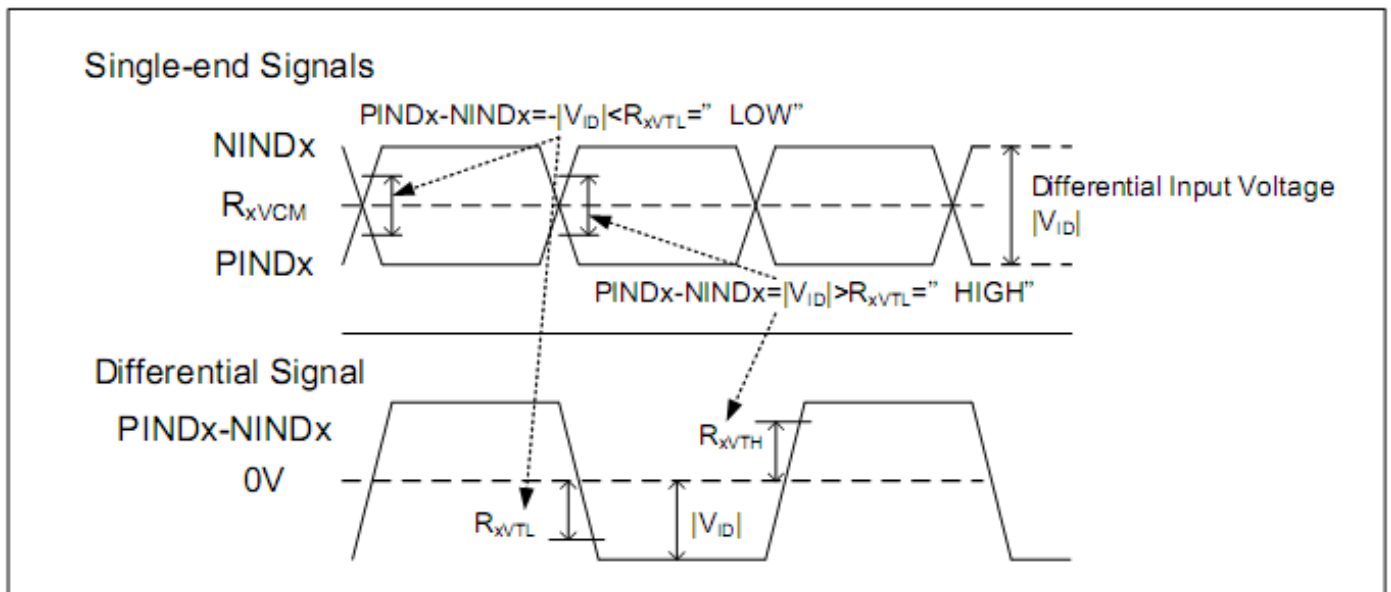 Single-end Signals
PINDx-NINDx=-|VID|<RxVTL=” LOW”
NINDx
RxVCM
PINDx
Differential Input Voltage
|VID|
PINDx-NINDx=|VID|>RxVTL=” HIGH”
Differential Signal
PINDx-NINDx
RxVTH
0V
RxVTL
|VID|